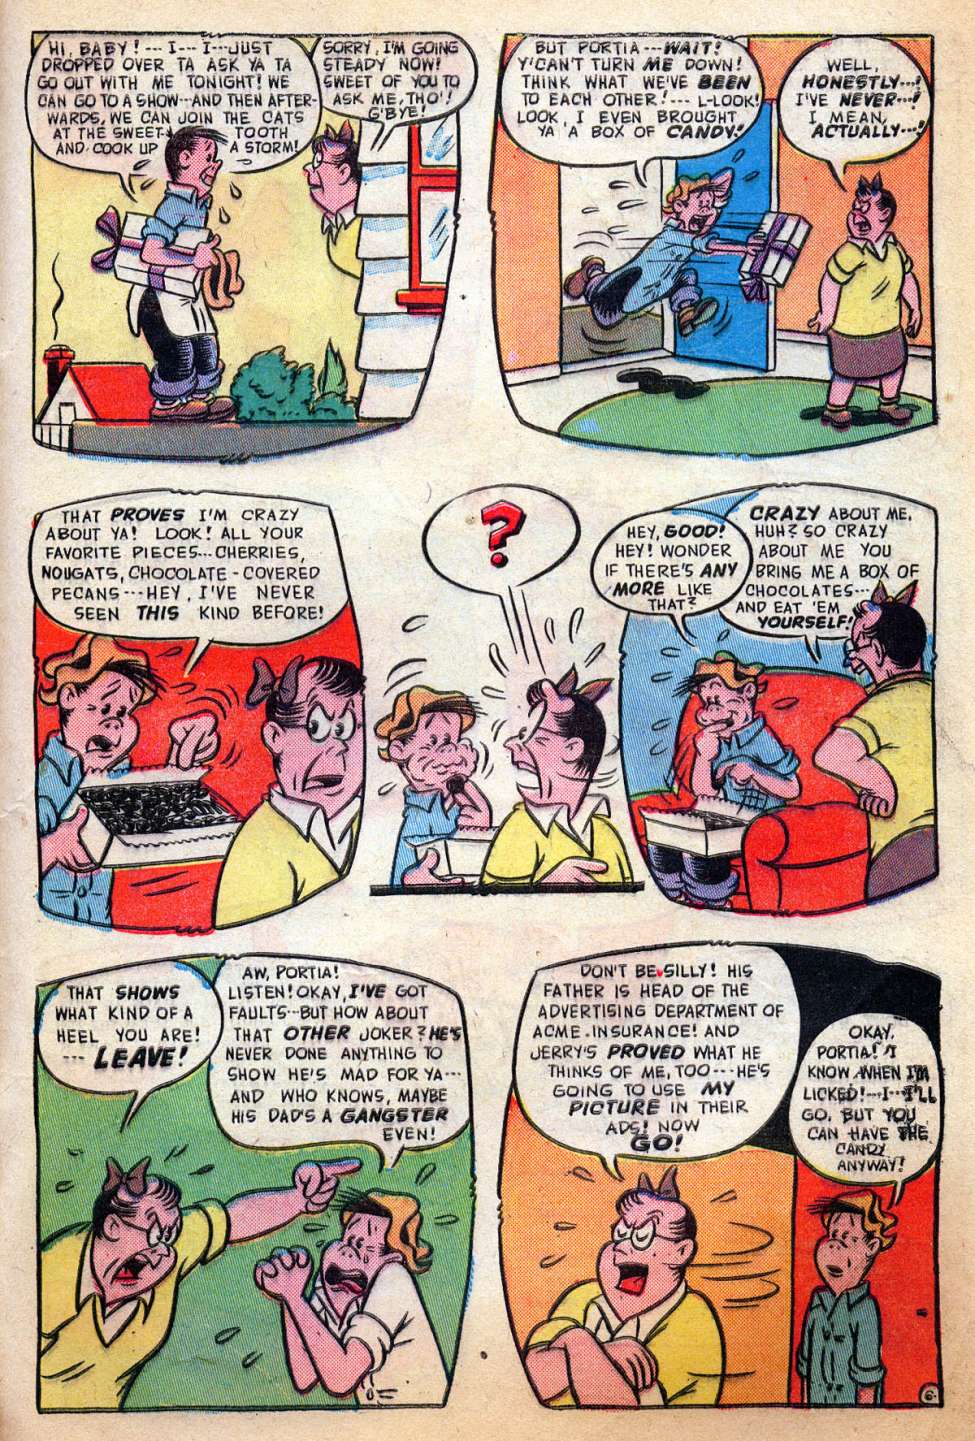 HI, BABY! --- I --- I --- JUST
DROPPED OVER TA ASK YA TA
GO OUT WITH ME TONIGHT! WE
CAN GO TO A SHOW---AND THEN AFTER-
WARDS, WE CAN JOIN THE CATS
AT THE SWEET TOOTH
AND COOK UP A STORM!
SORRY, I'M GOING
STEADY NOW!
SWEET OF YOU TO
ASK ME, THO'!
G'BYE!
BUT PORTIA --- WAIT!
Y'CAN'T TURN ME DOWN!
THINK WHAT WE'VE BEEN
TO EACH OTHER! --- L-LOOK!
LOOK, I EVEN BROUGHT
YA A BOX OF CANDY!
WELL,
HONESTLY---!
I'VE NEVER---!
I MEAN,
ACTUALLY---!
THAT PROVES I'M CRAZY
ABOUT YA! LOOK! ALL YOUR
FAVORITE PIECES---CHERRIES,
NOUGATS, CHOCOLATE-COVERED
PECANS --- HEY, I'VE NEVER
SEEN THIS KIND BEFORE!
?
HEY, GOOD!
HEY! WONDER
IF THERE'S ANY
MORE LIKE
THAT?
CRAZY ABOUT ME,
HUH? SO CRAZY
ABOUT ME YOU
BRING ME A BOX OF
CHOCOLATES---
AND EAT 'EM
YOURSELF!
THAT SHOWS
WHAT KIND OF A
HEEL YOU ARE!
--- LEAVE!
AW, PORTIA!
LISTEN! OKAY, I'VE GOT
FAULTS---BUT HOW ABOUT
THAT OTHER JOKER? HE'S
NEVER DONE ANYTHING TO
SHOW HE'S MAD FOR YA---
AND WHO KNOWS, MAYBE
HIS DAD'S A GANGSTER
EVEN!
DON'T BE SILLY! HIS
FATHER IS HEAD OF THE
ADVERTISING DEPARTMENT OF
ACME INSURANCE! AND
JERRY'S PROVED WHAT HE
THINKS OF ME, TOO --- HE'S
GOING TO USE MY
PICTURE IN THEIR
ADS! NOW
GO!
OKAY,
PORTIA! I
KNOW WHEN I'M
LICKED! --- I --- I'LL
GO, BUT YOU
CAN HAVE THE
CANDY
ANYWAY!
6